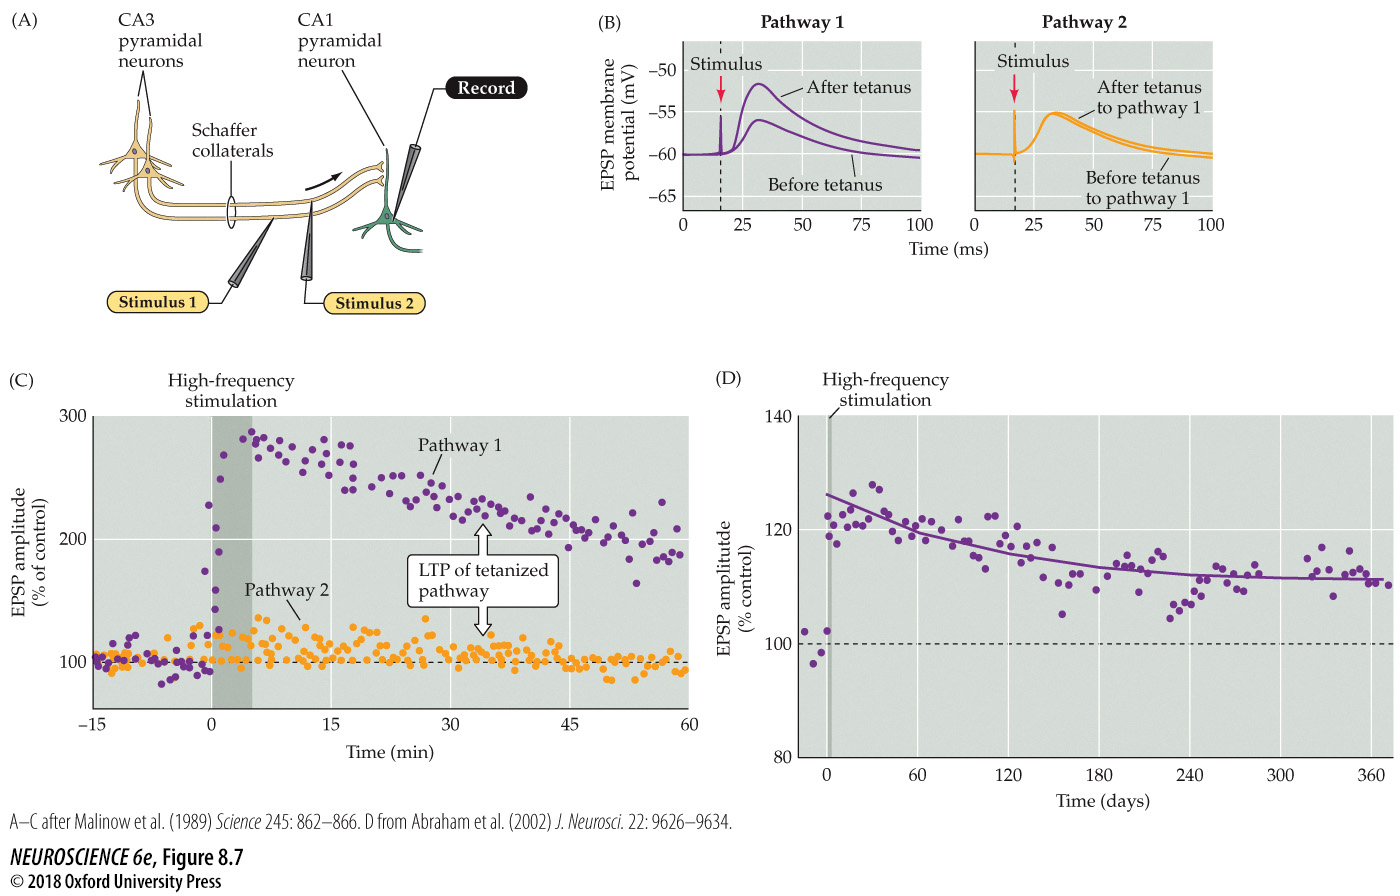 (A)
CA3
pyramidal
neurons
CA1
pyramidal
neuron
Record
Schaffer
collaterals
Stimulus 1
Stimulus 2
(B)
Pathway 1
Pathway 2
EPSP membrane
potential (mV)
–50
–55
–60
–65
Stimulus
After tetanus
Before tetanus
0
25
50
75
100
Stimulus
After tetanus
to pathway 1
Before tetanus
to pathway 1
0
25
50
75
100
Time (ms)
(C)
High-frequency
stimulation
EPSP amplitude
(% of control)
300
200
100
Pathway 1
LTP of tetanized
pathway
Pathway 2
–15
0
15
30
45
60
Time (min)
(D)
High-frequency
stimulation
EPSP amplitutde
(% control)
140
120
100
80
0
60
120
180
240
300
360
Time (days)
A–C after Malinow et al. (1989) Science 245: 862–866. D from Abraham et al. (2002) J. Neurosci. 22: 9626–9634.
NEUROSCIENCE 6e, Figure 8.7
© 2018 Oxford University Press